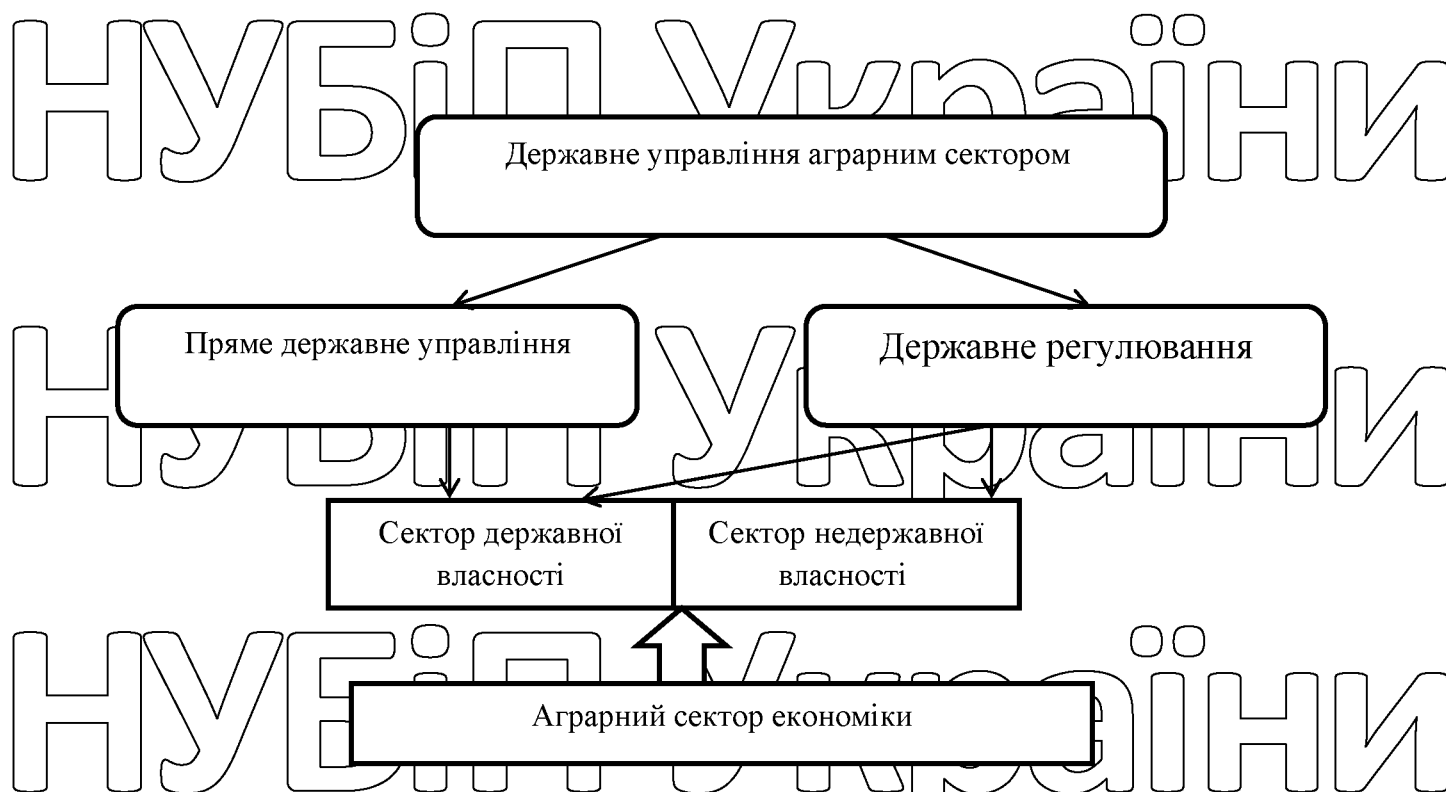 НУБіП України
Державне управління аграрним сектором
НУБіП України
Пряме державне управління
Державне регулювання
Сектор державної
власності
Сектор недержавної
власності
НУБіП України
Аграрний сектор економіки